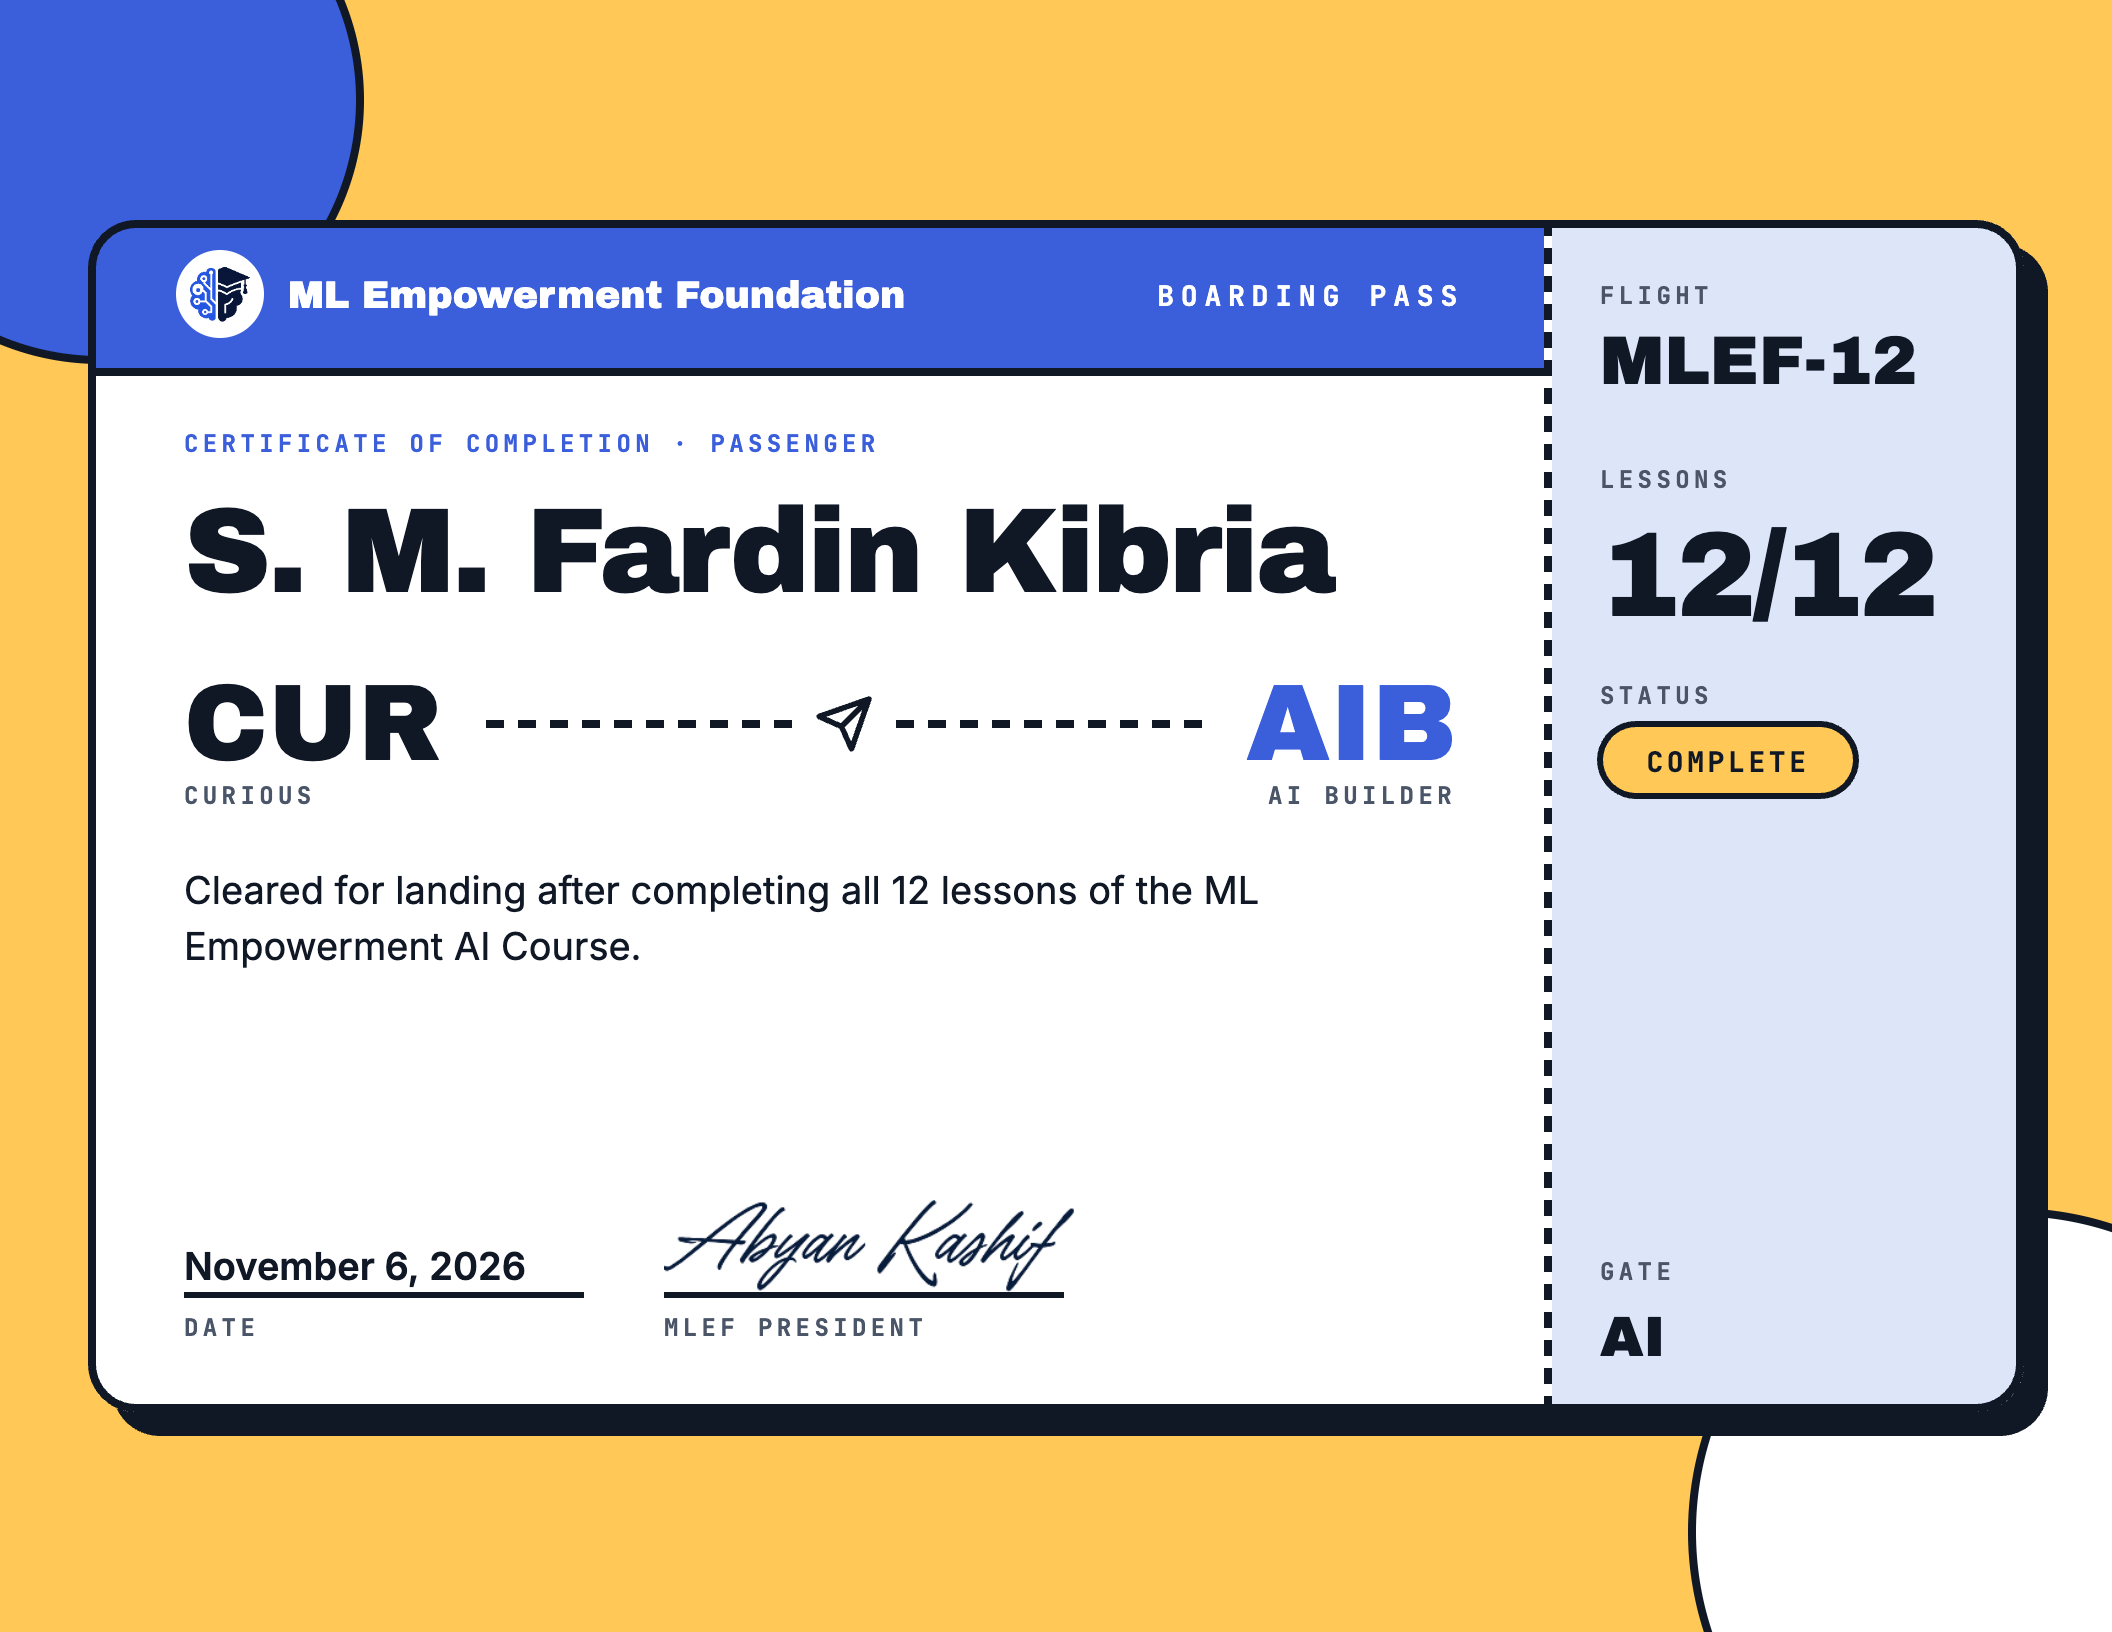 ML Empowerment Foundation
BOARDING PASS
CERTIFICATE OF COMPLETION · PASSENGER
S. M. Fardin Kibria
CUR
AIB
CURIOUS
AI BUILDER
Cleared for landing after completing all 12 lessons of the ML
Empowerment AI Course.
November 6, 2026
DATE
Abyan Kashif
MLEF PRESIDENT
FLIGHT
MLEF-12
LESSONS
12/12
STATUS
COMPLETE
GATE
AI